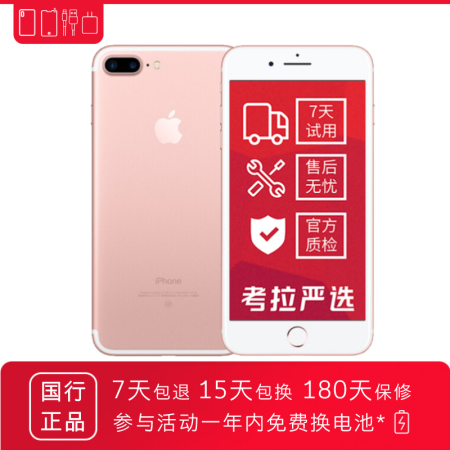 7天
试用
售后
无忧
官方
质检
考拉严选
iPhone
国行
正品
7天包退 15天包换 180天保修
参与活动一年内免费换电池*